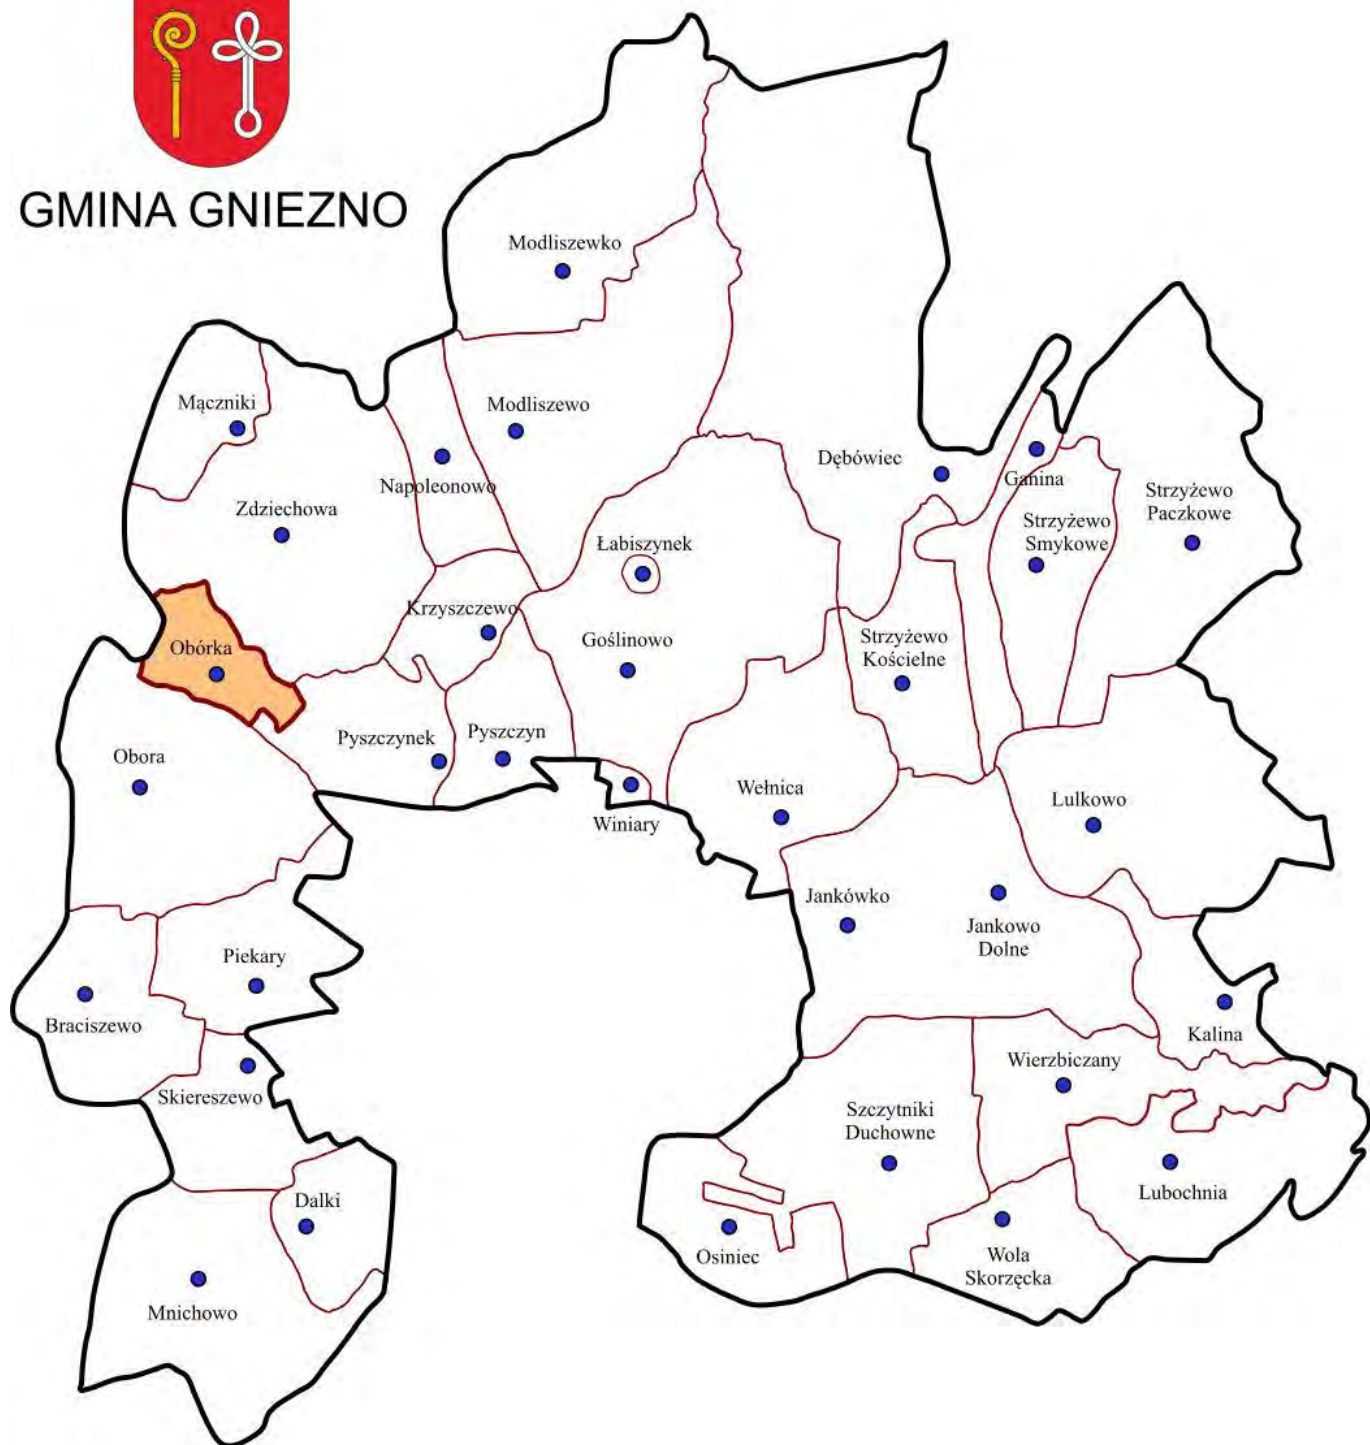 GMINA GNIEZNO
Modliszewko
Mączniki
Modliszewo
Dębówiec
Napoleonowo
Ganina
Strzyżewo
Paczkowe
Zdziechowa
Strzyżewo
Smykowe
Łabiszynek
Krzyszczewo
Obórka
Goślinowo
Strzyżewo
Kościelne
Pyszczynek
Pyszczyn
Obora
Wełnica
Lulkowo
Winiary
Jankówko
Jankowo
Dolne
Piekary
Braciszewo
Kalina
Wierzbiczany
Skiereszewo
Szczytniki
Duchowne
Lubochnia
Dalki
Osiniec
Wola
Skorzęcka
Mnichowo